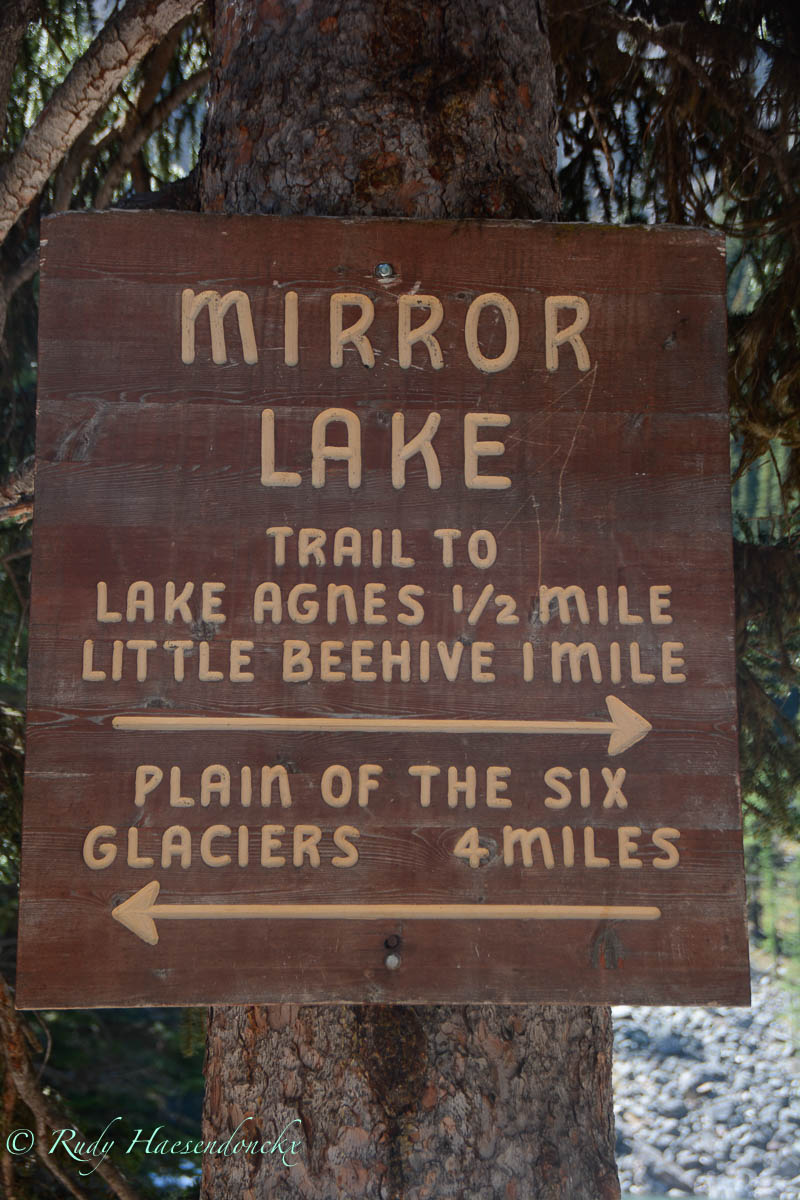 MIRROR
LAKE
TRAIL TO
LAKE AGNES 1/2 MILE
LITTLE BEEHIVE 1 MILE
PLAIN OF THE SIX
GLACIERS 4 MILES
© Rudy Haesendonckx